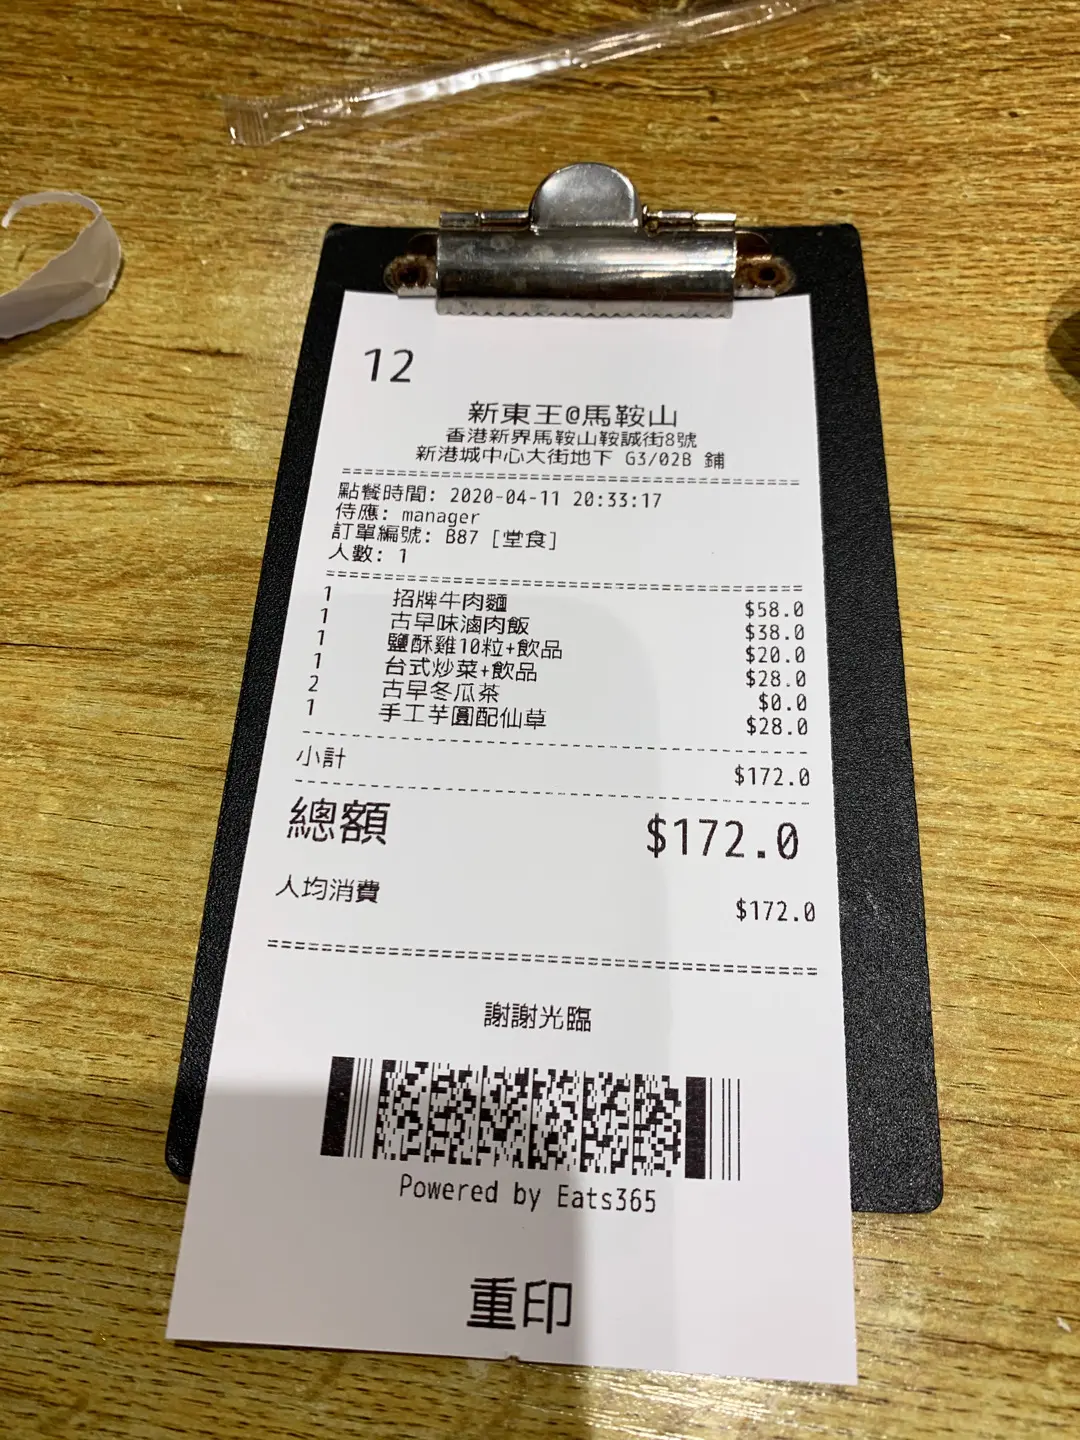 12
新東王@馬鞍山
香港新界馬鞍山鞍誠街8號
新港城中心大街地下 G3/02B 鋪
點餐時間: 2020-04-11 20:33:17
侍應: manager
訂單編號: B87 [堂食]
人數: 1
1 招牌牛肉麵 $58.0
1 古早味滷肉飯 $38.0
1 鹽酥雞10粒+飲品 $20.0
1 台式炒菜+飲品 $28.0
2 古早冬瓜茶 $0.0
1 手工芋圓配仙草 $28.0
小計 $172.0
總額 $172.0
人均消費 $172.0
謝謝光臨
Powered by Eats365
重印